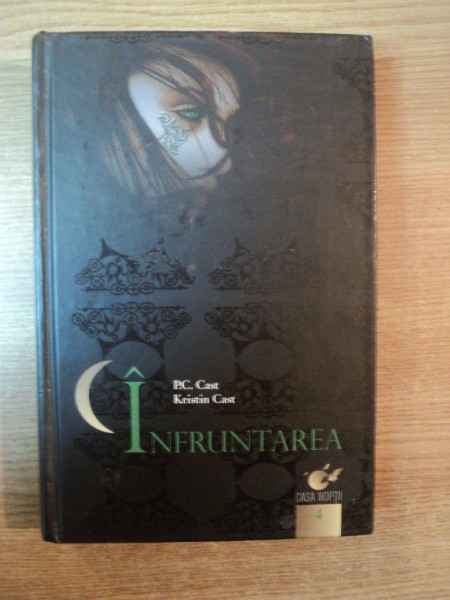 P.C. Cast
Kristin Cast
ÎNFRUNTAREA
CASA NOPȚII
4